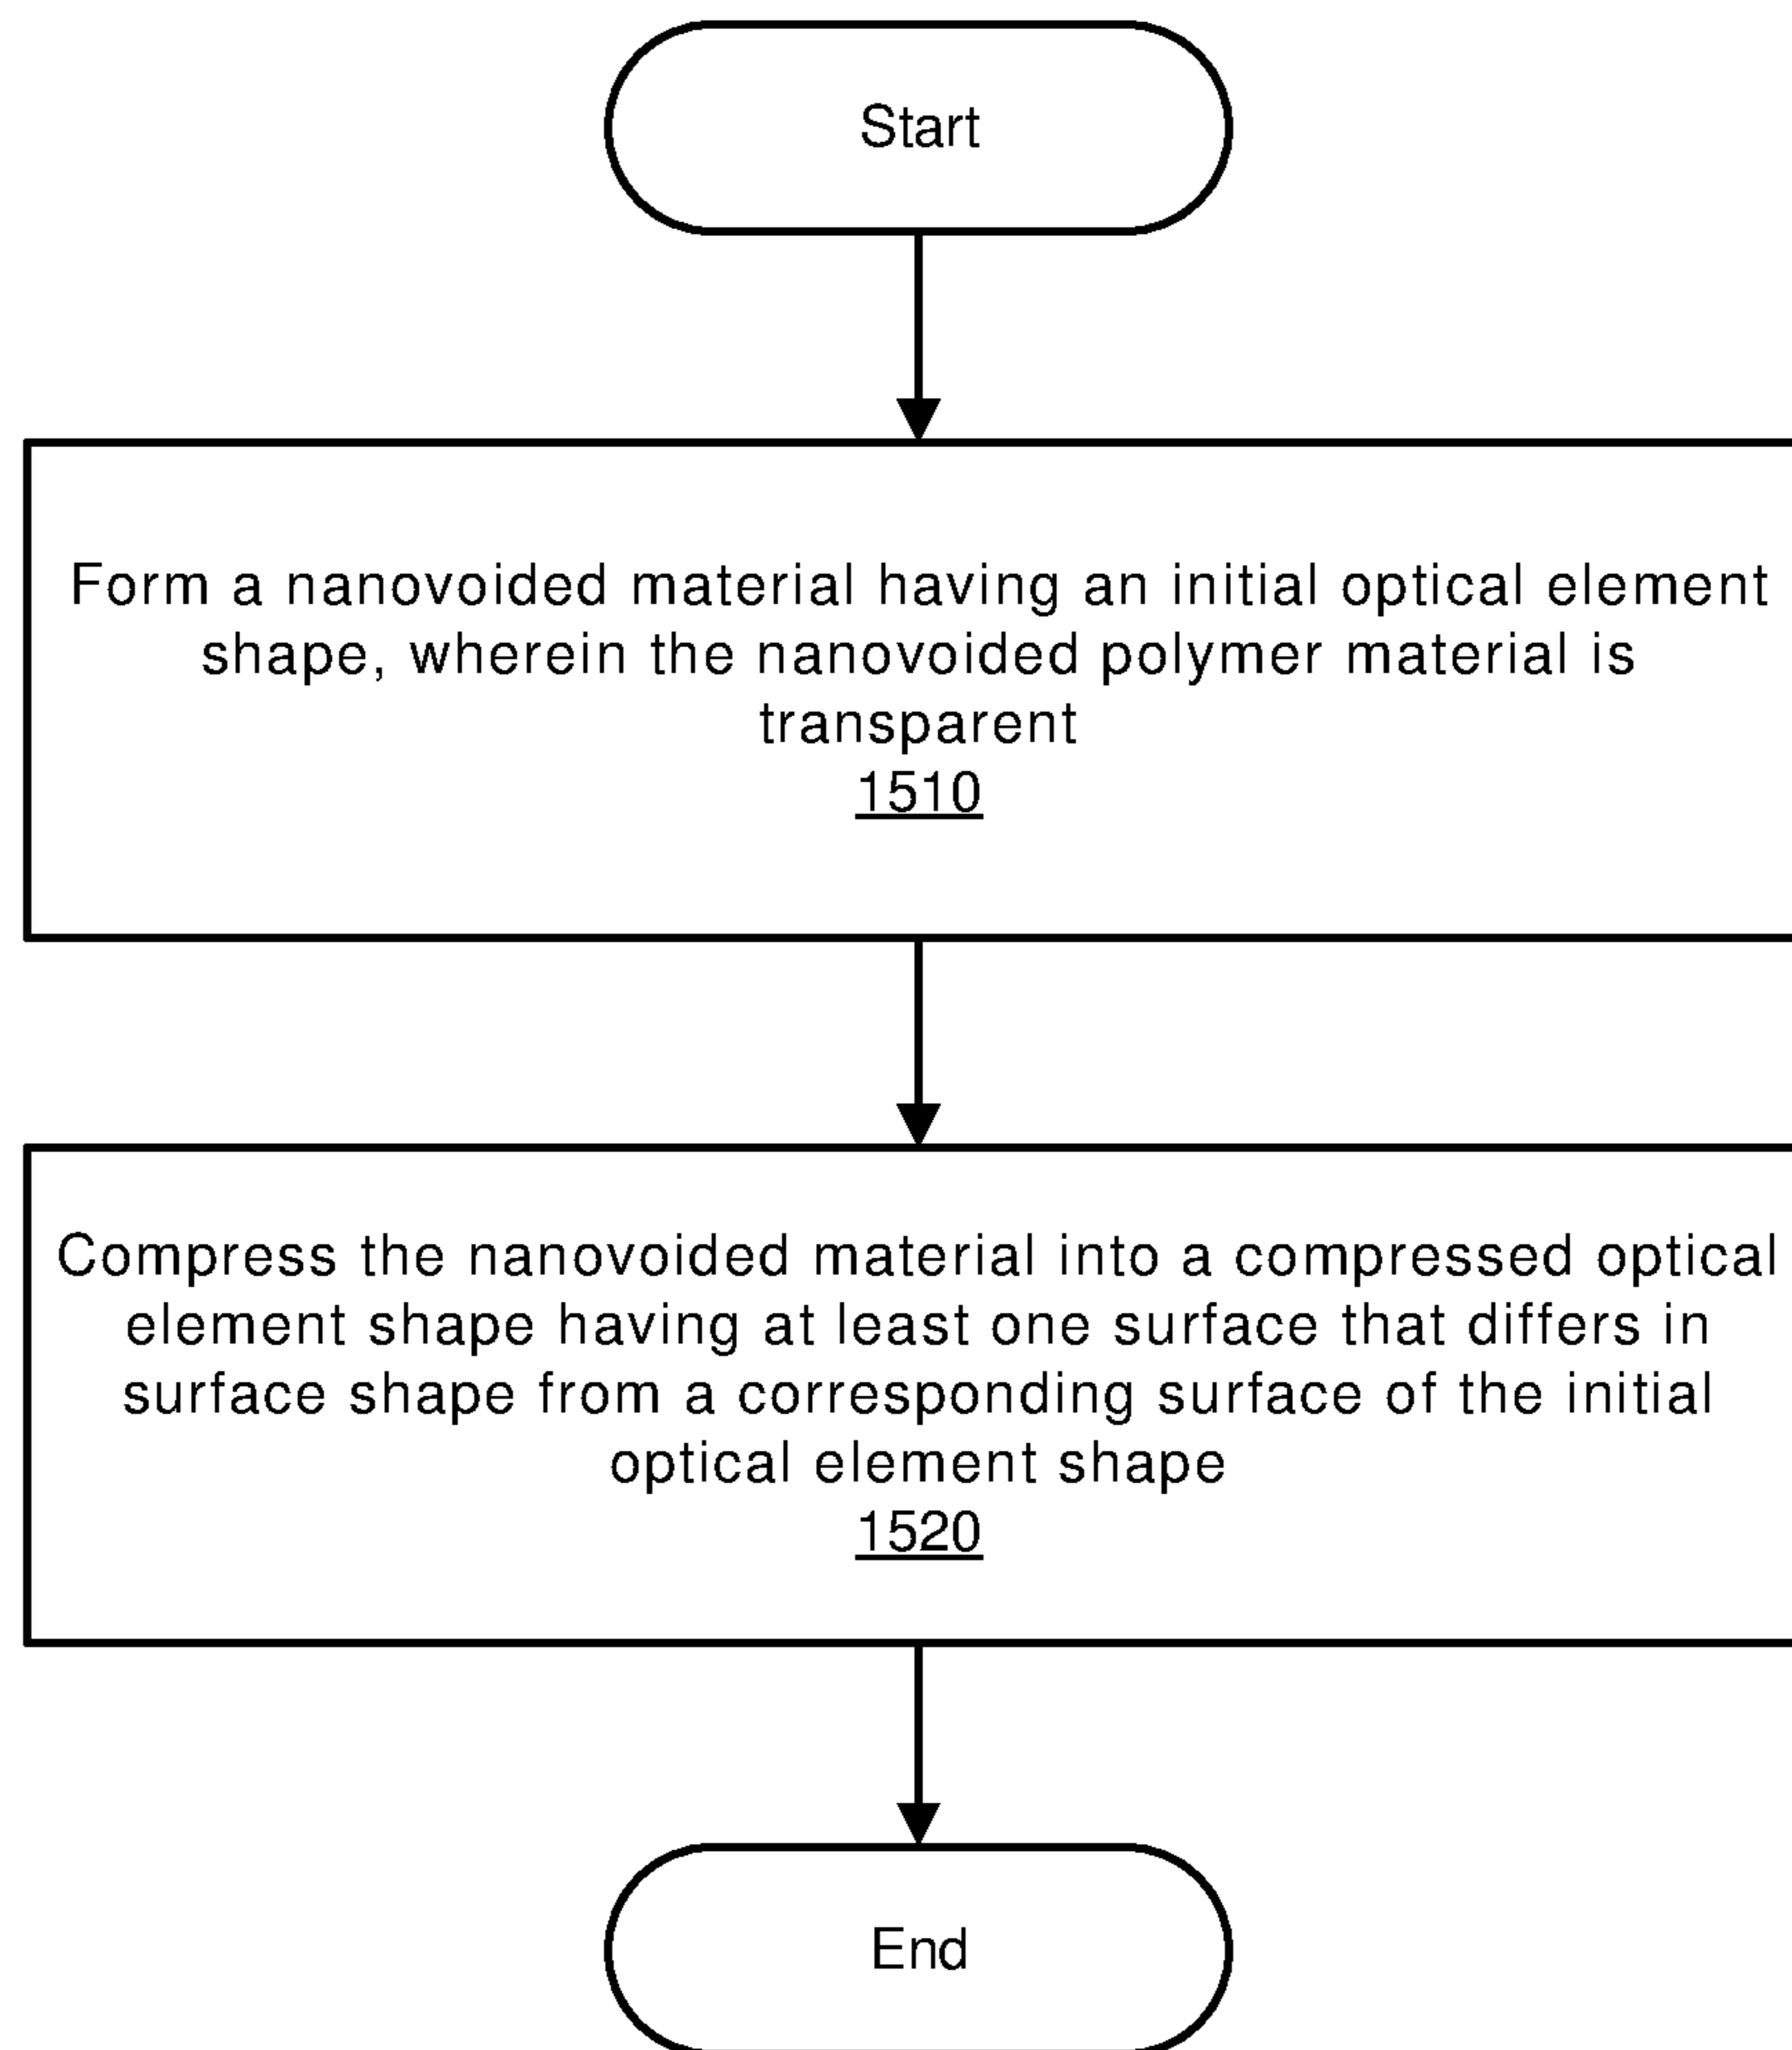 Start
Form a nanovoided material having an initial optical element
shape, wherein the nanovoided polymer material is
transparent
1510
Compress the nanovoided material into a compressed optical
element shape having at least one surface that differs in
surface shape from a corresponding surface of the initial
optical element shape
1520
End